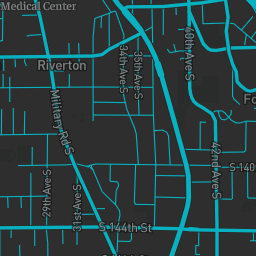 Medical Center
40th Ave S
34th Ave S
35th Ave S
Riverton
Fo
Military Rd S
S 140
42nd Ave S
29th Ave S
31st Ave S
S 144th St